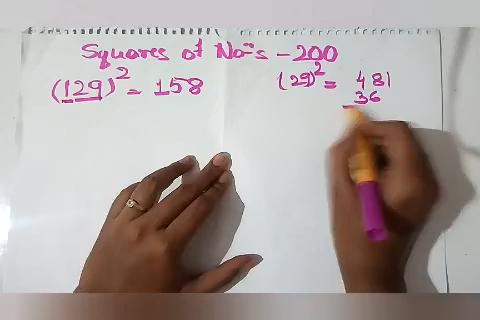 Squares of No=s - 200
(129)² = 158
(29)² = 481
36